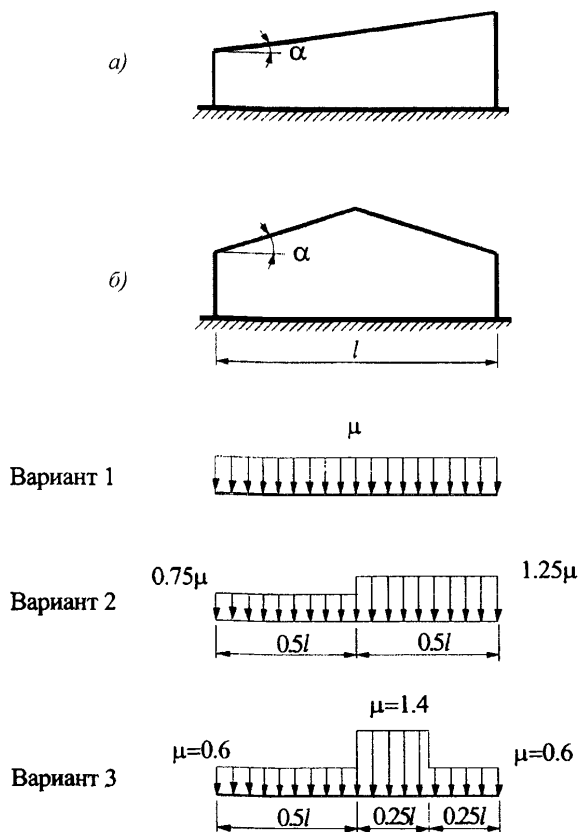 а)
α
б)
α
l
μ
Вариант 1
0.75μ
1.25μ
Вариант 2
0.5l
0.5l
μ=1.4
μ=0.6
μ=0.6
Вариант 3
0.5l
0.25l
0.25l